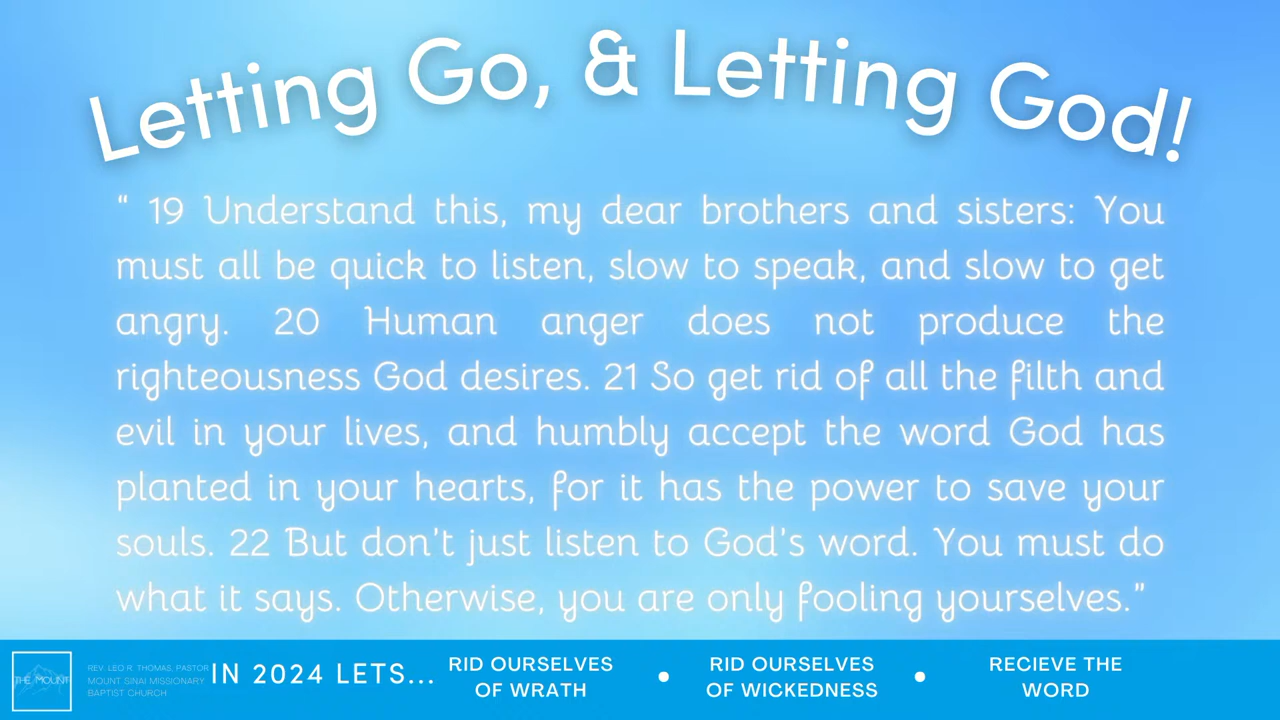 Letting Go, & Letting God!
“ 19 Understand this, my dear brothers and sisters: You
must all be quick to listen, slow to speak, and slow to get
angry. 20 Human anger does not produce the
righteousness God desires. 21 So get rid of all the filth and
evil in your lives, and humbly accept the word God has
planted in your hearts, for it has the power to save your
souls. 22 But don’t just listen to God’s word. You must do
what it says. Otherwise, you are only fooling yourselves.”
THE MOUNT
REV. LEO R. THOMAS, PASTOR
MOUNT SINAI MISSIONARY
BAPTIST CHURCH
IN 2024 LETS...
RID OURSELVES
OF WRATH
•
RID OURSELVES
OF WICKEDNESS
•
RECIEVE THE
WORD